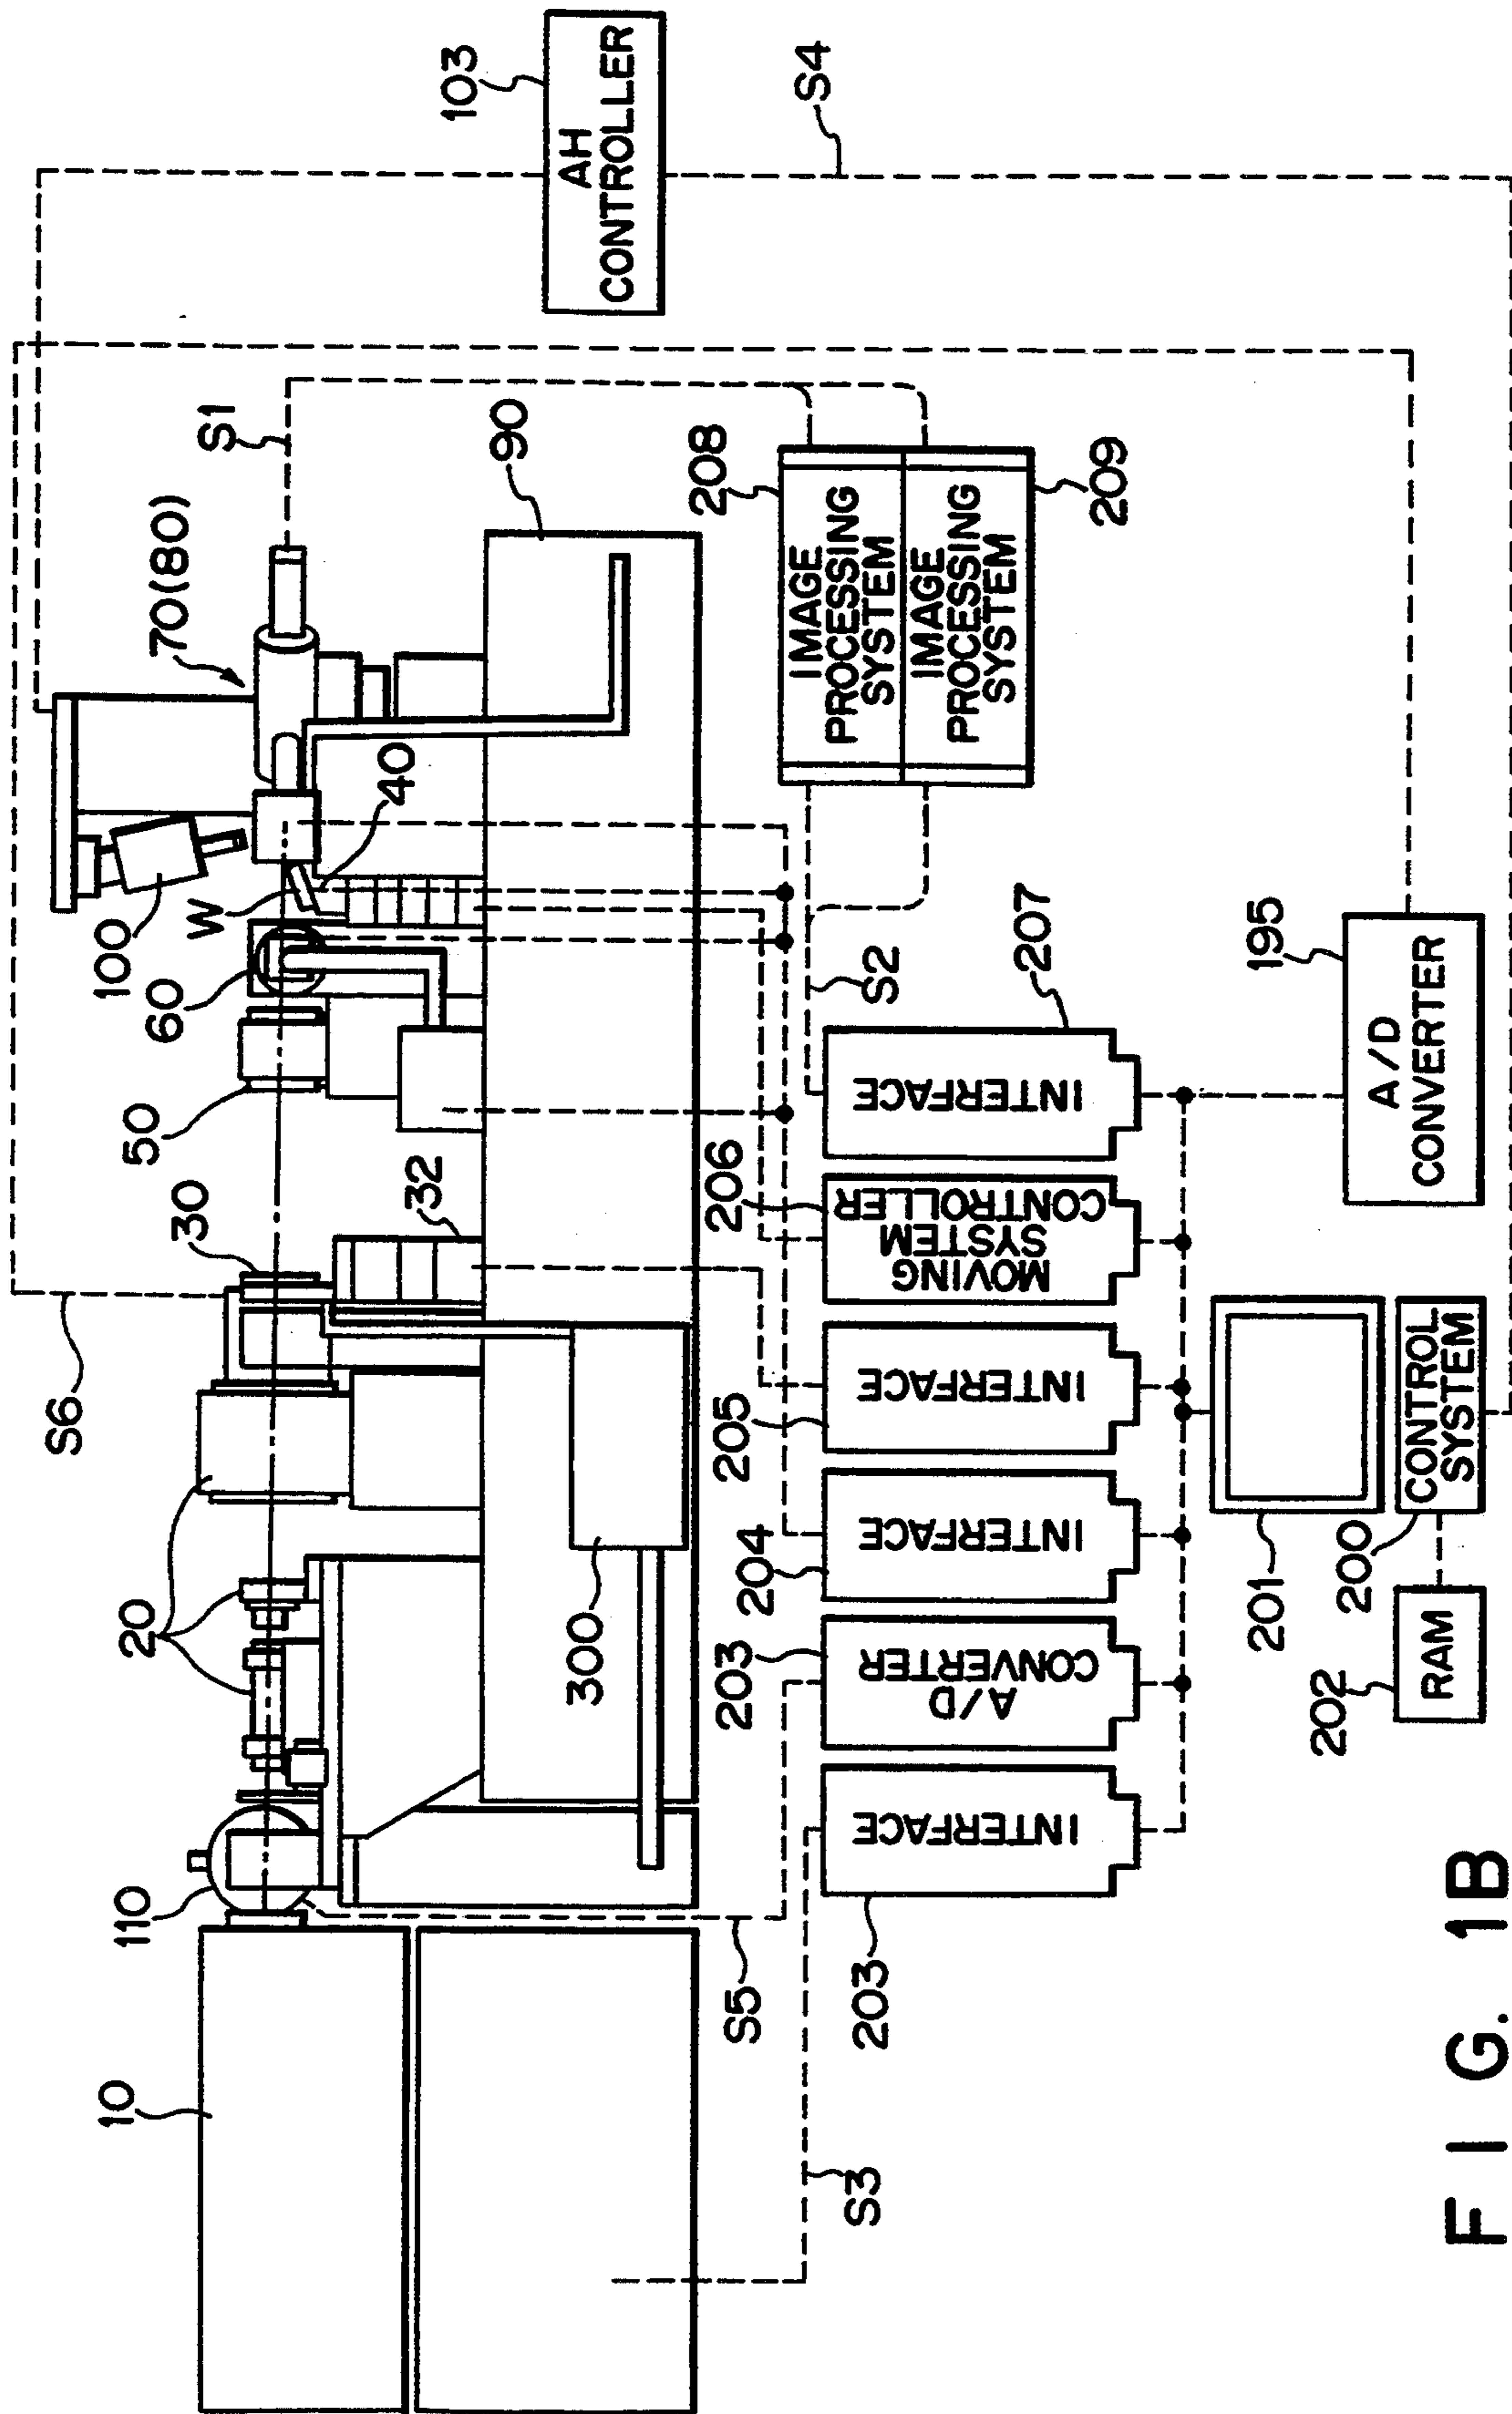 S6
S1
70(80)
103
AH
CONTROLLER
S4
10
110
20
30
50
60
100
W
40
90
32
300
S5
S3
S2
208
IMAGE
PROCESSING
SYSTEM
IMAGE
PROCESSING
SYSTEM
209
203
INTERFACE
203
A/D
CONVERTER
204
INTERFACE
205
INTERFACE
206
MOVING
SYSTEM
CONTROLLER
207
INTERFACE
195
A/D
CONVERTER
201
200
CONTROL
SYSTEM
202
RAM
FIG. 1B